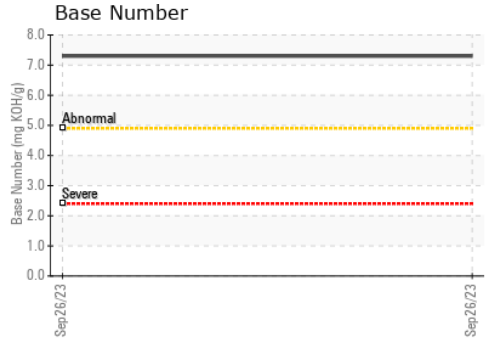 Base Number
8.0
7.0
6.0
5.0
4.0
3.0
2.0
1.0
0.0
Base Number (mg KOH/g)
Abnormal
Severe
Sep26/23
Sep26/23